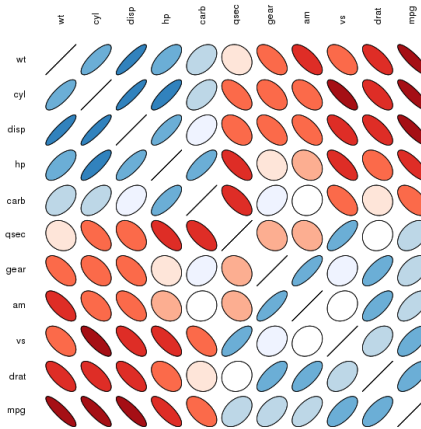 wt cyl disp hp carb qsec gear am vs drat mpg
wt
cyl
disp
hp
carb
qsec
gear
am
vs
drat
mpg